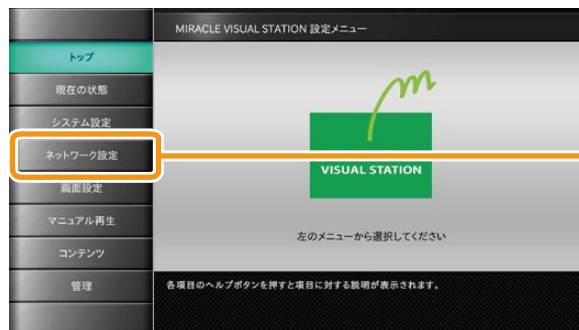 MIRACLE VISUAL STATION 設定メニュー
トップ
現在の状態
システム設定
ネットワーク設定
画面設定
マニュアル再生
コンテンツ
管理
m
VISUAL STATION
左のメニューから選択してください
各項目のヘルプボタンを押すと項目に対する説明が表示されます。